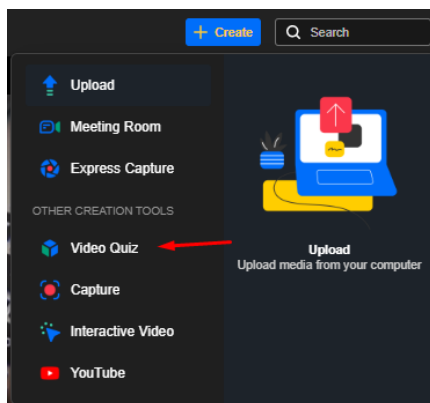 + Create
Search
Upload
Meeting Room
Express Capture
OTHER CREATION TOOLS
Video Quiz
Capture
Interactive Video
YouTube
Upload
Upload media from your computer